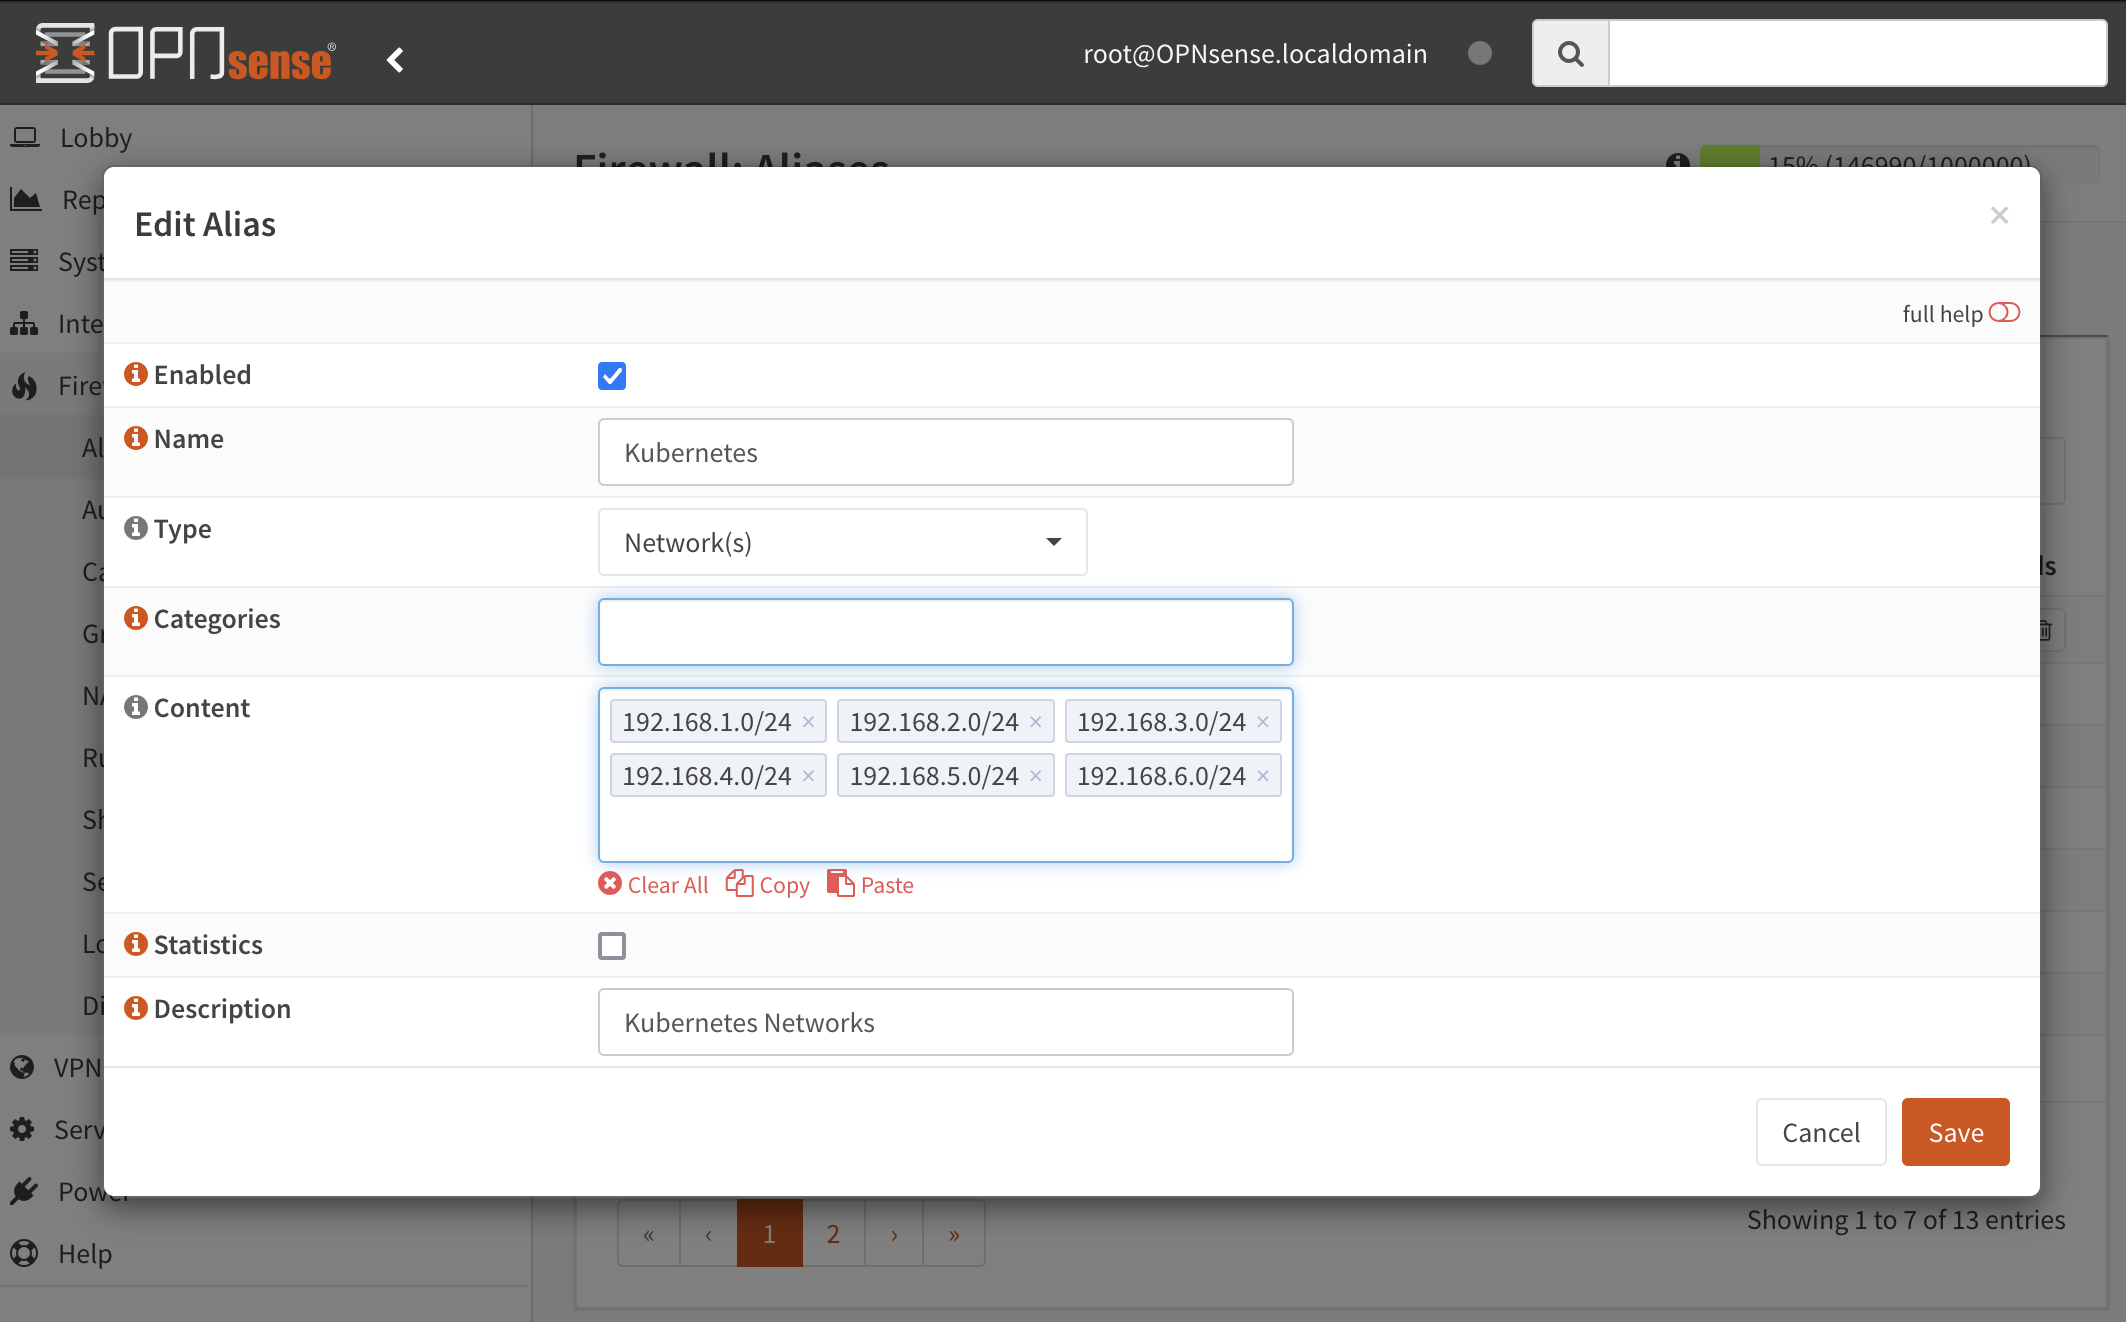 OPNsense®
root@OPNsense.localdomain
Lobby
Firewall: Aliases
15% (146990/1000000)
Rep
Edit Alias
×
Syst
full help
Inte
Enabled
Fire
Name
Kubernetes
Al
Type
Network(s)
Au
Ca
ls
Categories
Gr
NA
Content
192.168.1.0/24 × 192.168.2.0/24 × 192.168.3.0/24 ×
192.168.4.0/24 × 192.168.5.0/24 × 192.168.6.0/24 ×
Ru
Sh
Se
Clear All Copy Paste
Statistics
Lo
Description
Kubernetes Networks
Di
VPN
Serv
Cancel Save
Power
« ‹ 1 2 › »
Showing 1 to 7 of 13 entries
Help